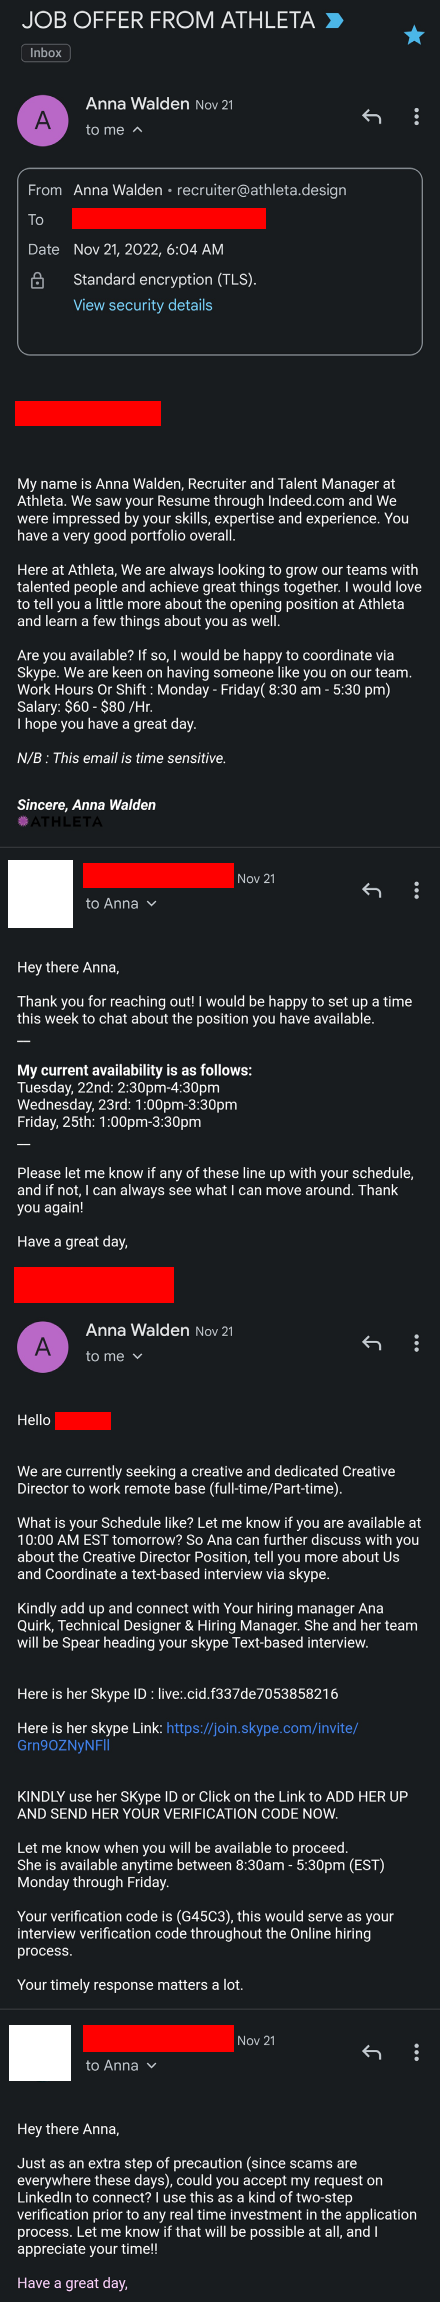 JOB OFFER FROM ATHLETA
Inbox
A
Anna Walden Nov 21
to me
From Anna Walden • recruiter@athleta.design
To
Date Nov 21, 2022, 6:04 AM
Standard encryption (TLS).
View security details
My name is Anna Walden, Recruiter and Talent Manager at
Athleta. We saw your Resume through Indeed.com and We
were impressed by your skills, expertise and experience. You
have a very good portfolio overall.
Here at Athleta, We are always looking to grow our teams with
talented people and achieve great things together. I would love
to tell you a little more about the opening position at Athleta
and learn a few things about you as well.
Are you available? If so, I would be happy to coordinate via
Skype. We are keen on having someone like you on our team.
Work Hours Or Shift : Monday - Friday( 8:30 am - 5:30 pm)
Salary: $60 - $80 /Hr.
I hope you have a great day.
N/B : This email is time sensitive.
Sincere, Anna Walden
ATHLETA
Nov 21
to Anna
Hey there Anna,
Thank you for reaching out! I would be happy to set up a time
this week to chat about the position you have available.
—
My current availability is as follows:
Tuesday, 22nd: 2:30pm-4:30pm
Wednesday, 23rd: 1:00pm-3:30pm
Friday, 25th: 1:00pm-3:30pm
—
Please let me know if any of these line up with your schedule,
and if not, I can always see what I can move around. Thank
you again!
Have a great day,
A
Anna Walden Nov 21
to me
Hello
We are currently seeking a creative and dedicated Creative
Director to work remote base (full-time/Part-time).
What is your Schedule like? Let me know if you are available at
10:00 AM EST tomorrow? So Ana can further discuss with you
about the Creative Director Position, tell you more about Us
and Coordinate a text-based interview via skype.
Kindly add up and connect with Your hiring manager Ana
Quirk, Technical Designer & Hiring Manager. She and her team
will be Spear heading your skype Text-based interview.
Here is her Skype ID : live:.cid.f337de7053858216
Here is her skype Link: https://join.skype.com/invite/
Grn9OZNyNFll
KINDLY use her SKype ID or Click on the Link to ADD HER UP
AND SEND HER YOUR VERIFICATION CODE NOW.
Let me know when you will be available to proceed.
She is available anytime between 8:30am - 5:30pm (EST)
Monday through Friday.
Your verification code is (G45C3), this would serve as your
interview verification code throughout the Online hiring
process.
Your timely response matters a lot.
Nov 21
to Anna
Hey there Anna,
Just as an extra step of precaution (since scams are
everywhere these days), could you accept my request on
LinkedIn to connect? I use this as a kind of two-step
verification prior to any real time investment in the application
process. Let me know if that will be possible at all, and I
appreciate your time!!
Have a great day,